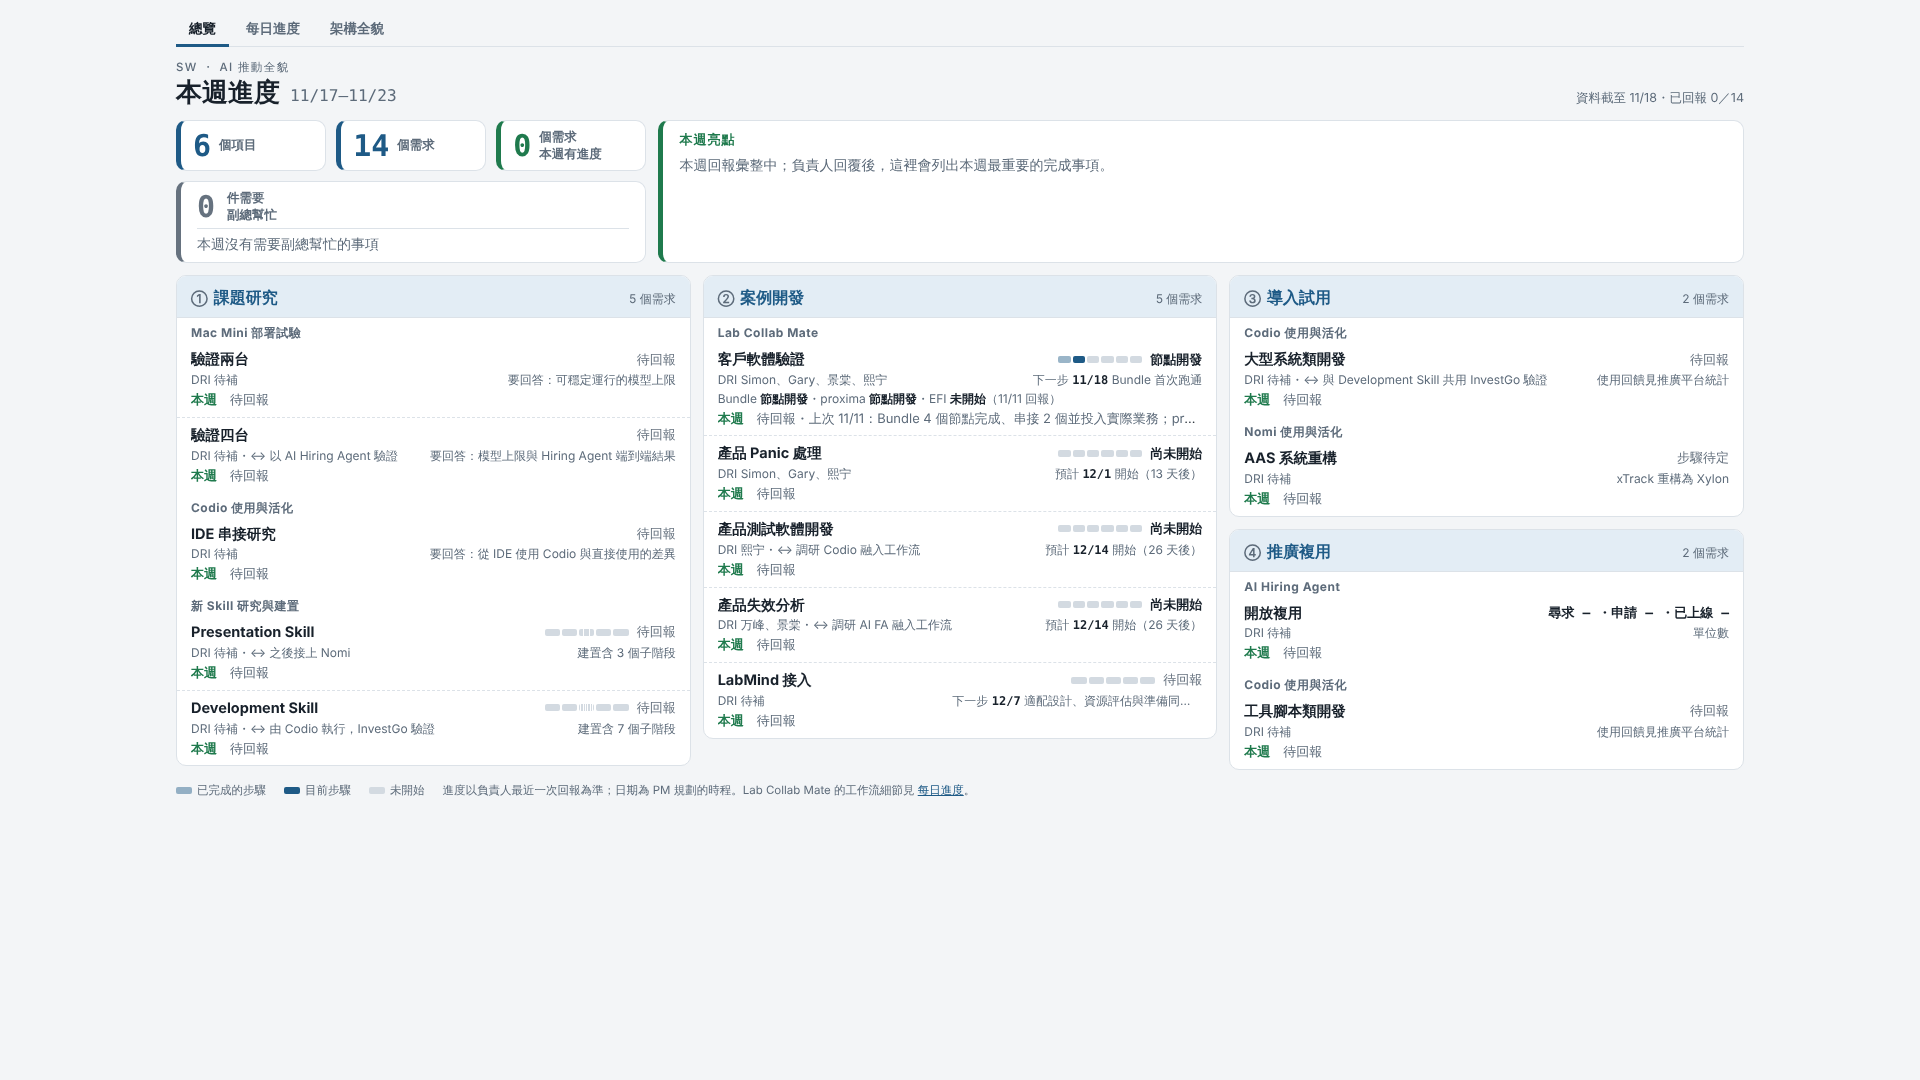 總覽 每日進度 架構全貌
SW · AI 推動全貌
本週進度 11/17–11/23
資料截至 11/18・已回報 0／14
6 個項目
14 個需求
0 個需求
本週有進度
0 件需要
副總幫忙
本週沒有需要副總幫忙的事項
本週亮點
本週回報彙整中；負責人回覆後，這裡會列出本週最重要的完成事項。
① 課題研究 5 個需求
Mac Mini 部署試驗
驗證兩台 待回報
DRI 待補 要回答：可穩定運行的模型上限
本週 待回報
驗證四台 待回報
DRI 待補・↔ 以 AI Hiring Agent 驗證 要回答：模型上限與 Hiring Agent 端到端結果
本週 待回報
Codio 使用與活化
IDE 串接研究 待回報
DRI 待補 要回答：從 IDE 使用 Codio 與直接使用的差異
本週 待回報
新 Skill 研究與建置
Presentation Skill 待回報
DRI 待補・↔ 之後接上 Nomi 建置含 3 個子階段
本週 待回報
Development Skill 待回報
DRI 待補・↔ 由 Codio 執行，InvestGo 驗證 建置含 7 個子階段
本週 待回報
② 案例開發 5 個需求
Lab Collab Mate
客戶軟體驗證 節點開發
DRI Simon、Gary、景棠、熙宁 下一步 11/18 Bundle 首次跑通
Bundle 節點開發・proxima 節點開發・EFI 未開始（11/11 回報）
本週 待回報・上次 11/11：Bundle 4 個節點完成、串接 2 個並投入實際業務；pr...
產品 Panic 處理 尚未開始
DRI Simon、Gary、熙宁 預計 12/1 開始（13 天後）
本週 待回報
產品測試軟體開發 尚未開始
DRI 熙宁・↔ 調研 Codio 融入工作流 預計 12/14 開始（26 天後）
本週 待回報
產品失效分析 尚未開始
DRI 万峰、景棠・↔ 調研 AI FA 融入工作流 預計 12/14 開始（26 天後）
本週 待回報
LabMind 接入 待回報
DRI 待補 下一步 12/7 適配設計、資源評估與準備同...
本週 待回報
③ 導入試用 2 個需求
Codio 使用與活化
大型系統類開發 待回報
DRI 待補・↔ 與 Development Skill 共用 InvestGo 驗證 使用回饋見推廣平台統計
本週 待回報
Nomi 使用與活化
AAS 系統重構 步驟待定
DRI 待補 xTrack 重構為 Xylon
本週 待回報
④ 推廣複用 2 個需求
AI Hiring Agent
開放複用 尋求 –・申請 –・已上線 –
DRI 待補 單位數
本週 待回報
Codio 使用與活化
工具腳本類開發 待回報
DRI 待補 使用回饋見推廣平台統計
本週 待回報
已完成的步驟 目前步驟 未開始 進度以負責人最近一次回報為準；日期為 PM 規劃的時程。Lab Collab Mate 的工作流細節見 每日進度。